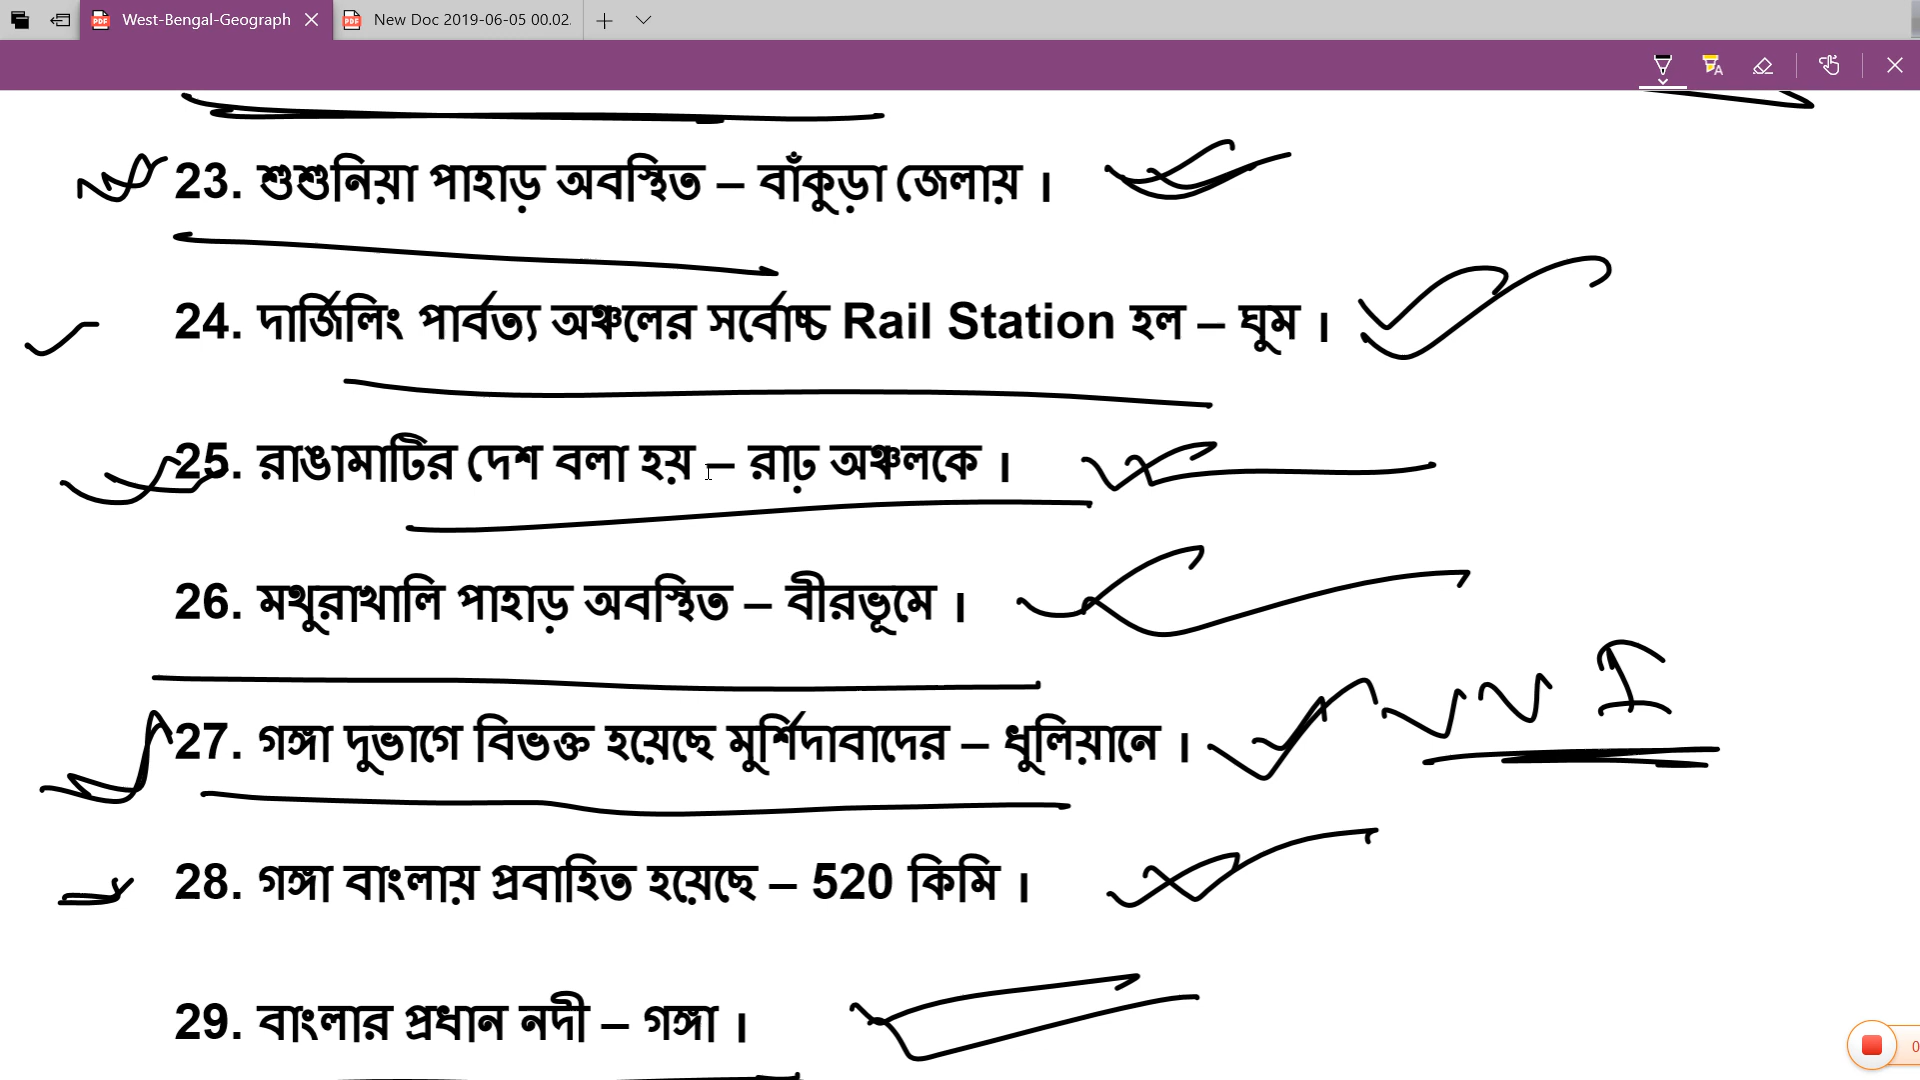 West-Bengal-Geograph
New Doc 2019-06-05 00.02.
23. শুশুনিয়া পাহাড় অবস্থিত – বাঁকুড়া জেলায় ।
24. দার্জিলিং পার্বত্য অঞ্চলের সর্বোচ্চ Rail Station হল – ঘুম ।
25. রাঙামাটির দেশ বলা হয় – রাঢ় অঞ্চলকে ।
26. মথুরাখালি পাহাড় অবস্থিত – বীরভূমে ।
27. গঙ্গা দুভাগে বিভক্ত হয়েছে মুর্শিদাবাদের – ধুলিয়ানে ।
28. গঙ্গা বাংলায় প্রবাহিত হয়েছে – 520 কিমি ।
29. বাংলার প্রধান নদী – গঙ্গা ।